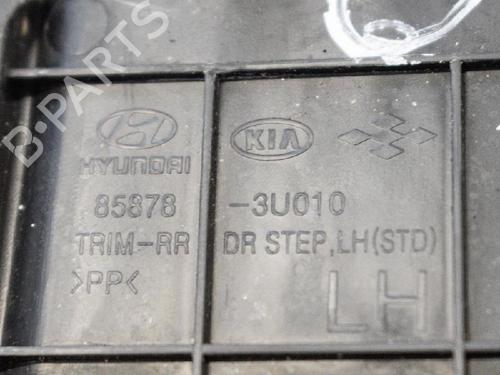 B-PARTS
HYUNDAI KIA
85878 -3U010
TRIM-RR DR STEP,LH(STD)
>PP<
LH